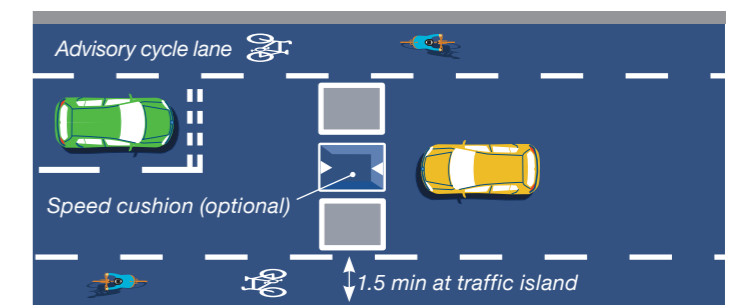 Advisory cycle lane
Speed cushion (optional)
1.5 min at traffic island